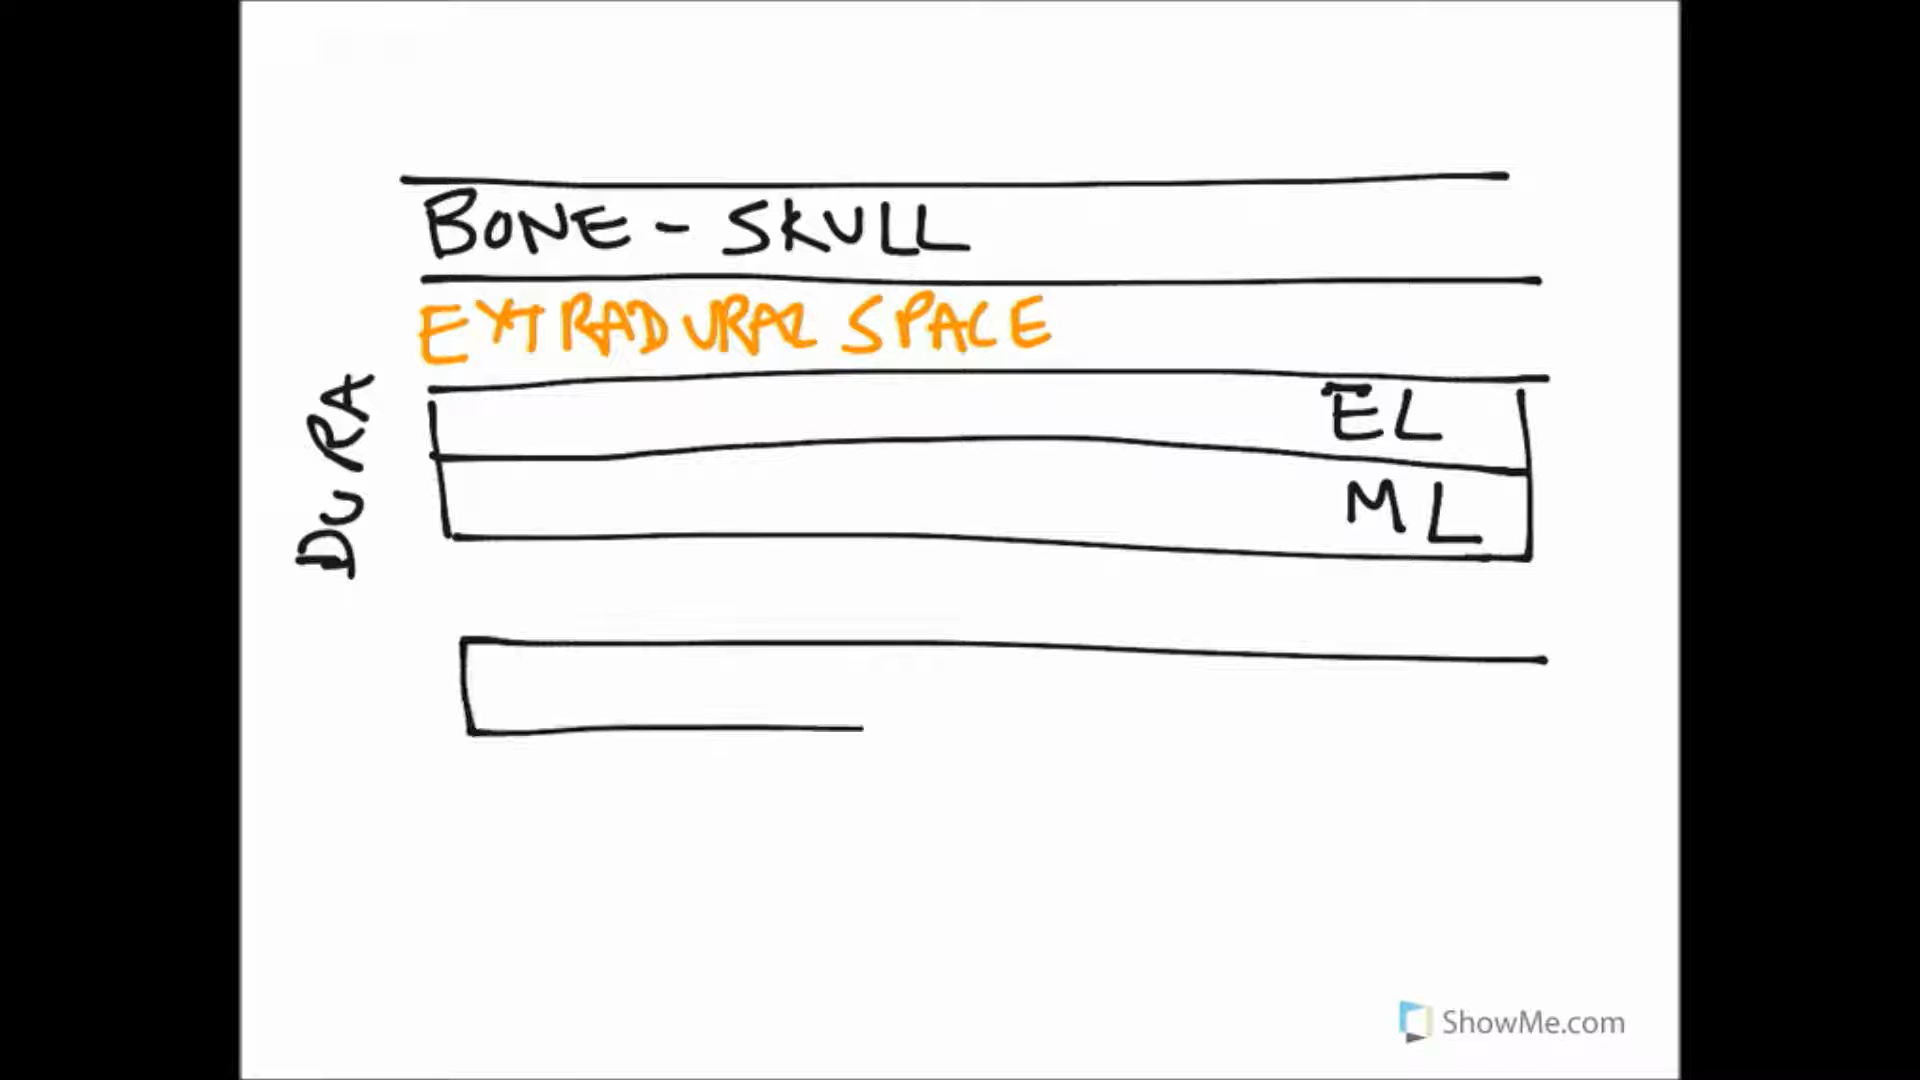 BONE - SKULL
EXTRADURAL SPACE
DURA
EL
ML
ShowMe.com